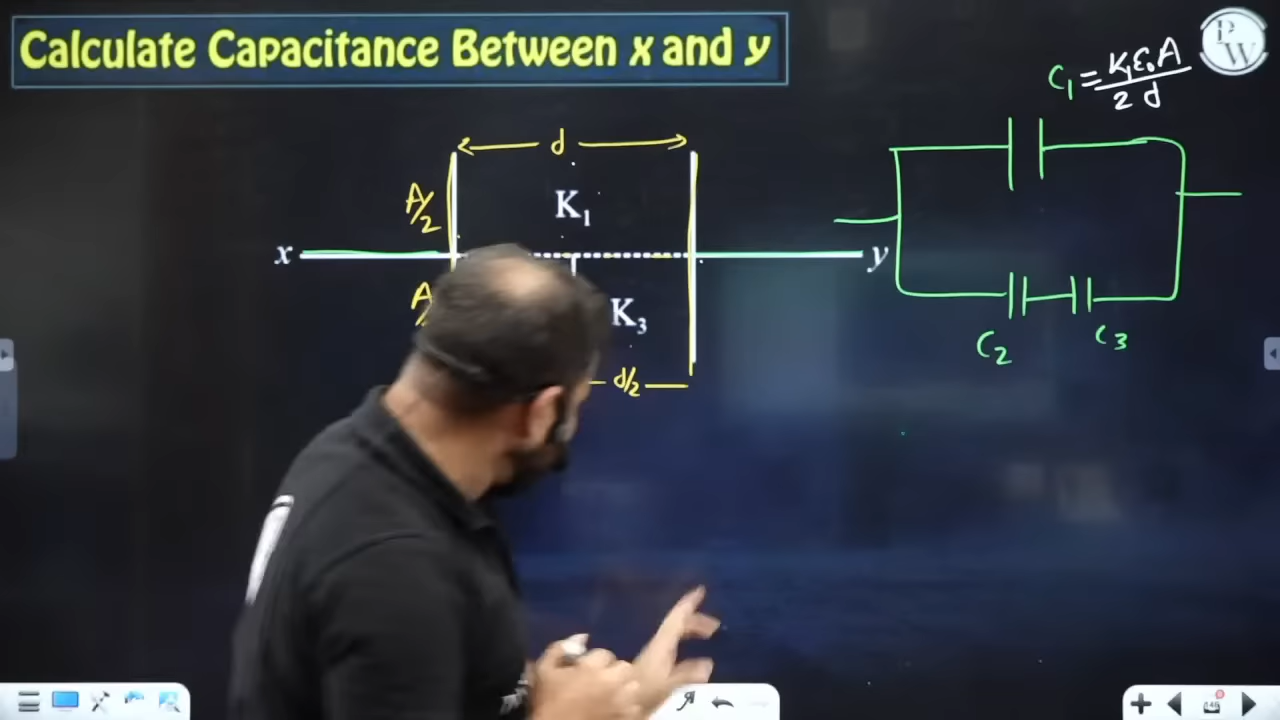 Calculate Capacitance Between x and y
P
W
C₁ = K₁ε₀A / 2d
d
A/2
K₁
x
y
A/
K₃
d/2
C₂
C₃